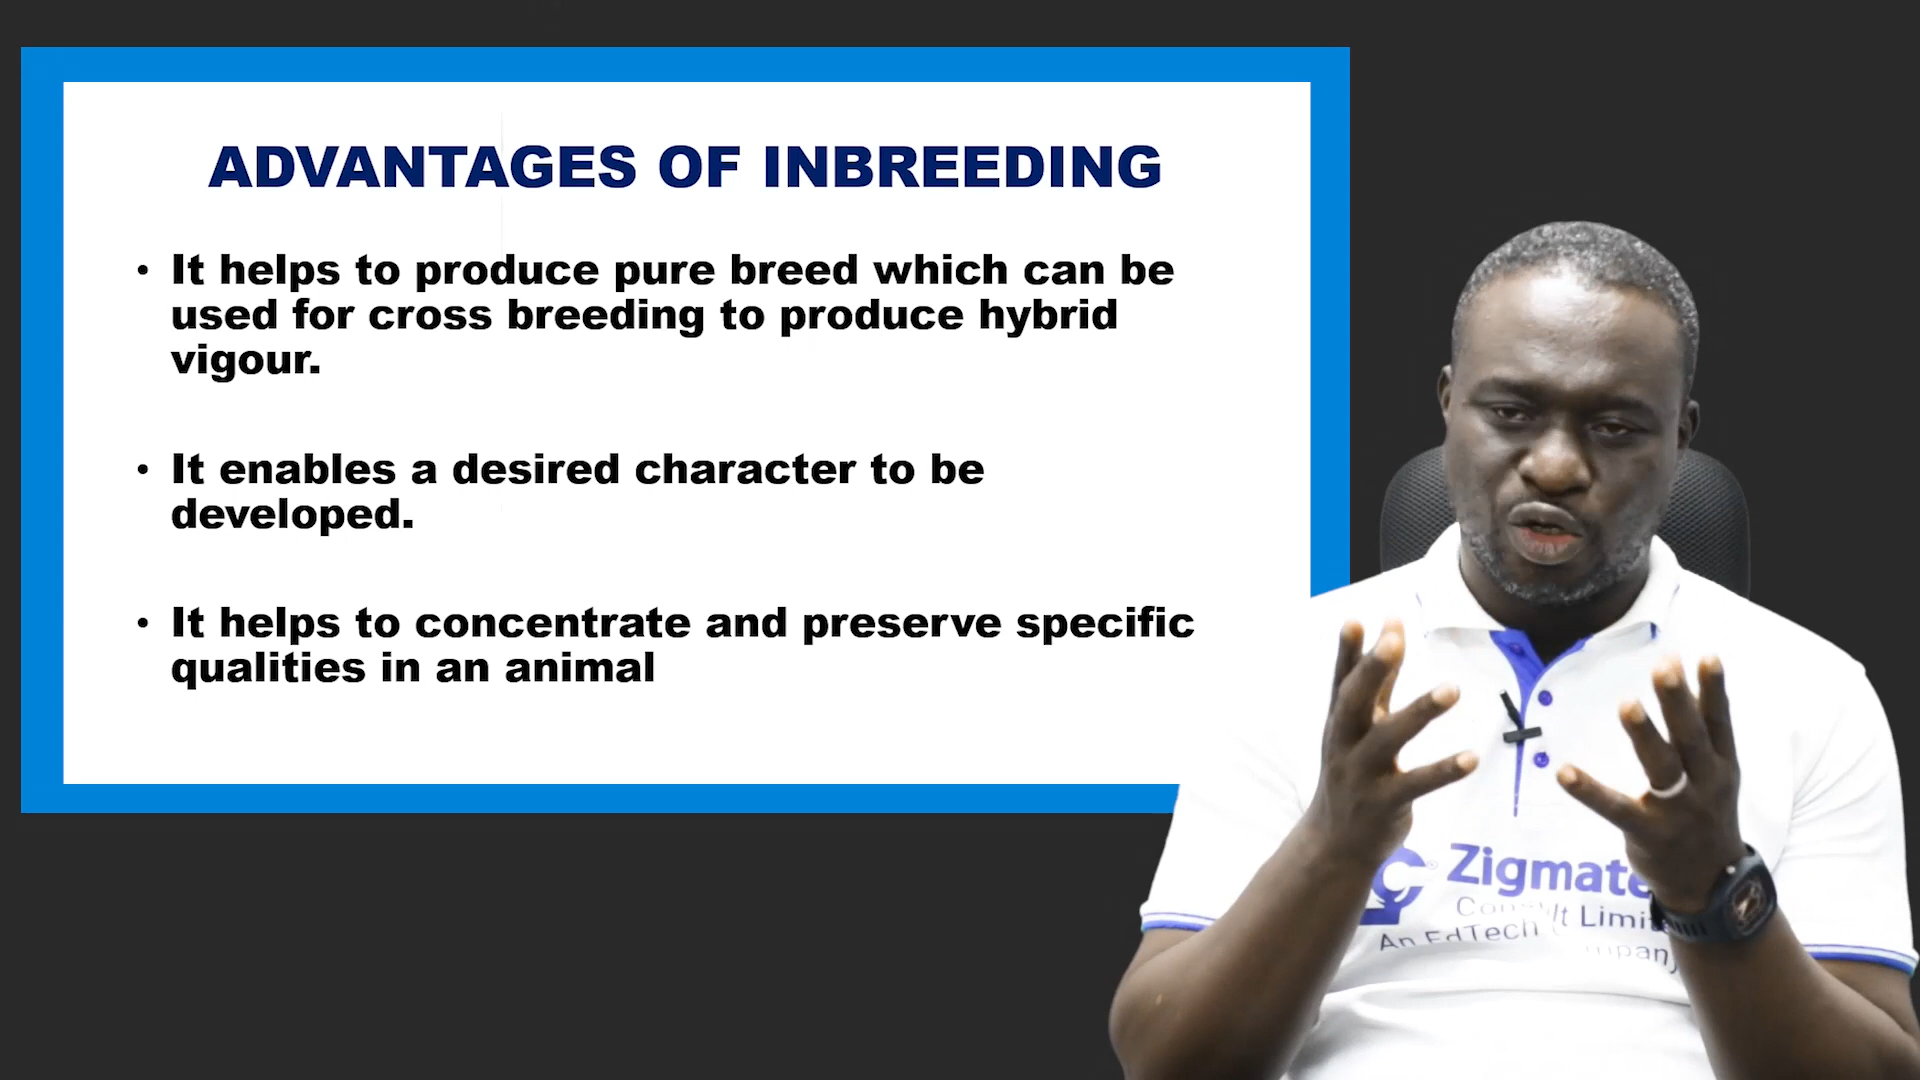 ADVANTAGES OF INBREEDING
• It helps to produce pure breed which can be
used for cross breeding to produce hybrid
vigour.
• It enables a desired character to be
developed.
• It helps to concentrate and preserve specific
qualities in an animal
An EdTech